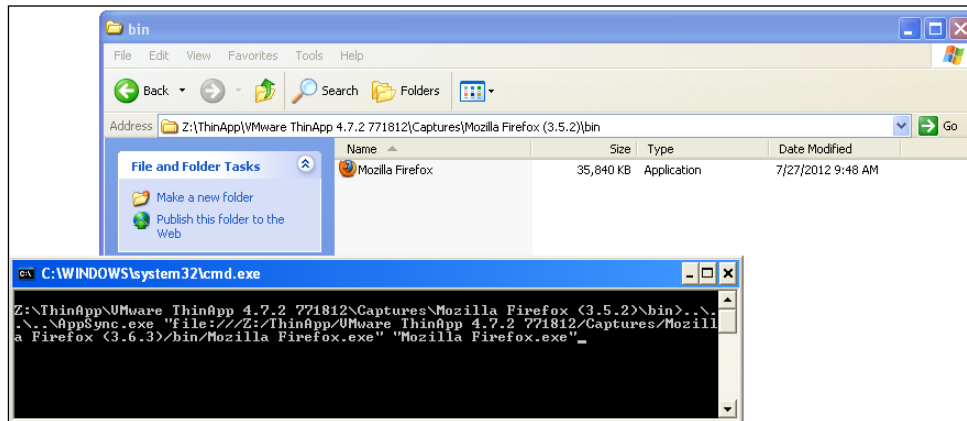 bin
File Edit View Favorites Tools Help
Back Search Folders
Address Z:\ThinApp\VMware ThinApp 4.7.2 771812\Captures\Mozilla Firefox (3.5.2)\bin Go
Name Size Type Date Modified
File and Folder Tasks
Mozilla Firefox 35,840 KB Application 7/27/2012 9:48 AM
Make a new folder
Publish this folder to the
Web
C:\WINDOWS\system32\cmd.exe
Z:\ThinApp\VMware ThinApp 4.7.2 771812\Captures\Mozilla Firefox (3.5.2)\bin>..\.
.\..\AppSync.exe "file:///Z:/ThinApp/VMware ThinApp 4.7.2 771812/Captures/Mozill
a Firefox (3.6.3)/bin/Mozilla Firefox.exe" "Mozilla Firefox.exe"_